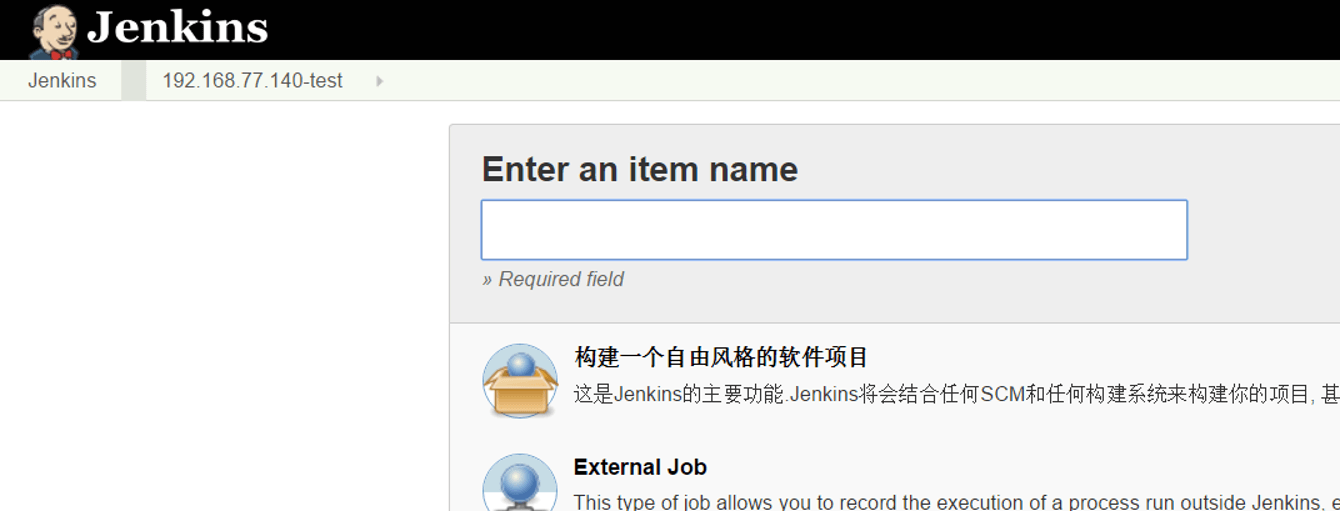 Jenkins
Jenkins 192.168.77.140-test
Enter an item name
» Required field
构建一个自由风格的软件项目
这是Jenkins的主要功能.Jenkins将会结合任何SCM和任何构建系统来构建你的项目, 甚
External Job
This type of job allows you to record the execution of a process run outside Jenkins, e